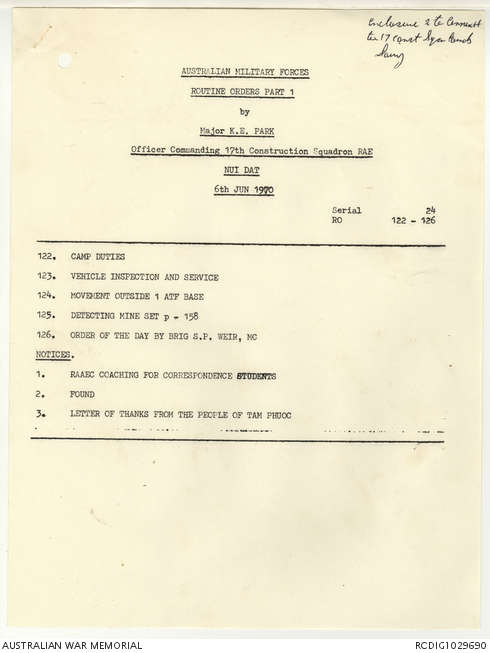 Enclosure 2 to
17 Const Sqn
AUSTRALIAN MILITARY FORCES
ROUTINE ORDERS PART 1
by
Major K.E. PARK
Officer Commanding 17th Construction Squadron RAE
NUI DAT
6th JUN 1970
Serial 24
RO 122 - 126
122. CAMP DUTIES
123. VEHICLE INSPECTION AND SERVICE
124. MOVEMENT OUTSIDE 1 ATF BASE
125. DETECTING MINE SET p - 158
126. ORDER OF THE DAY BY BRIG S.P. WEIR, MC
NOTICES.
1. RAAEC COACHING FOR CORRESPONDENCE STUDENTS
2. FOUND
3. LETTER OF THANKS FROM THE PEOPLE OF TAM PHUOC
AUSTRALIAN WAR MEMORIAL RCDIG1029690